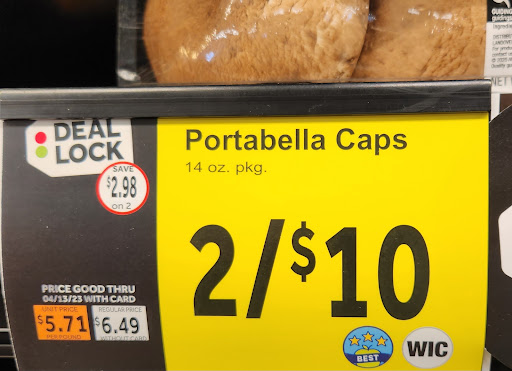 DEAL
LOCK
SAVE
$2.98
on 2
PRICE GOOD THRU
04/13/23 WITH CARD
UNIT PRICE
$5.71
PER POUND
REGULAR PRICE
$6.49
WITHOUT CARD
Portabella Caps
14 oz. pkg.
2/$10
BEST
WIC